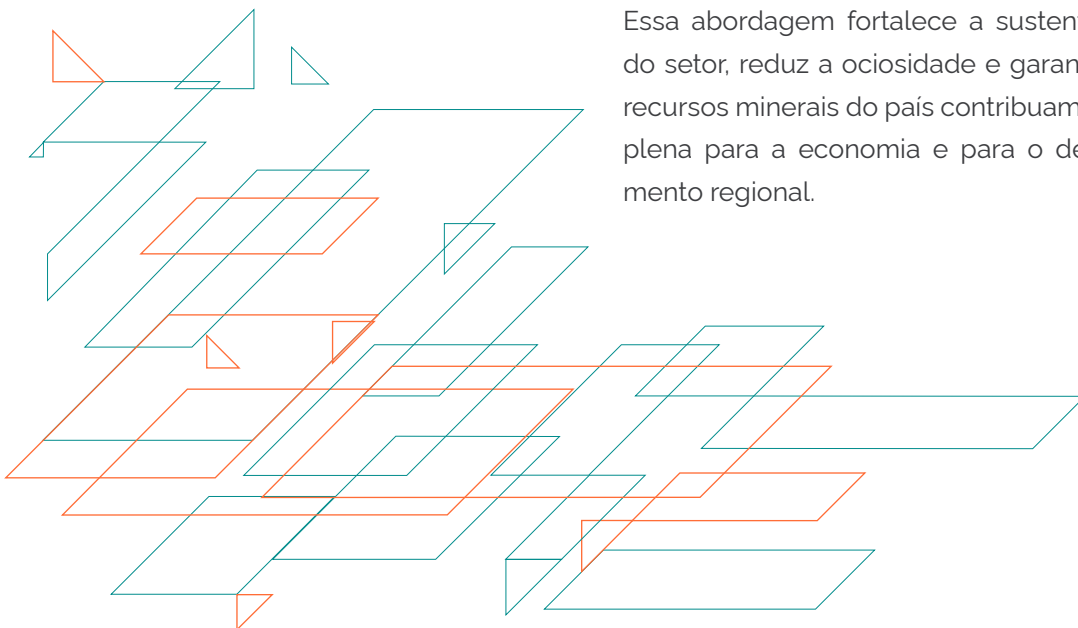 Essa abordagem fortalece a susten
do setor, reduz a ociosidade e garan
recursos minerais do país contribuam
plena para a economia e para o de
mento regional.